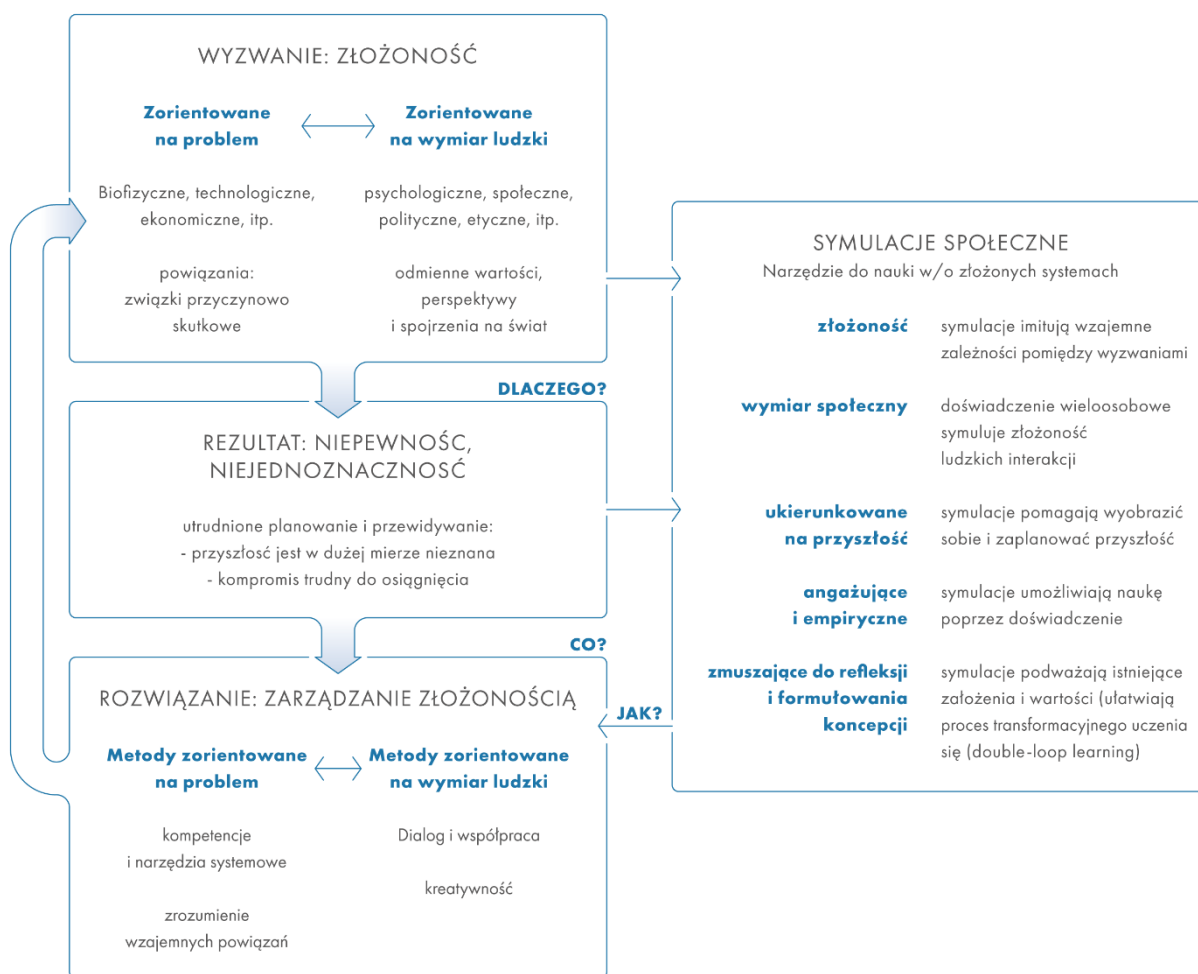 WYZWANIE: ZŁOŻONOŚĆ
Zorientowane
na problem
Zorientowane
na wymiar ludzki
Biofizyczne, technologiczne,
ekonomiczne, itp.
psychologiczne, społeczne,
polityczne, etyczne, itp.
powiązania:
związki przyczynowo
skutkowe
odmienne wartości,
perspektywy
i spojrzenia na świat
DLACZEGO?
REZULTAT: NIEPEWNOŚĆ,
NIEJEDNOZNACZNOSĆ
utrudnione planowanie i przewidywanie:
- przyszłosć jest w dużej mierze nieznana
- kompromis trudny do osiągnięcia
CO?
ROZWIĄZANIE: ZARZĄDZANIE ZŁOŻONOŚCIĄ
Metody zorientowane
na problem
Metody zorientowane
na wymiar ludzki
kompetencje
i narzędzia systemowe
Dialog i współpraca
kreatywność
zrozumienie
wzajemnych powiązań
JAK?
SYMULACJE SPOŁECZNE
Narzędzie do nauki w/o złożonych systemach
złożoność
symulacje imitują wzajemne
zależności pomiędzy wyzwaniami
wymiar społeczny
doświadczenie wieloosobowe
symuluje złożoność
ludzkich interakcji
ukierunkowane
na przyszłość
symulacje pomagają wyobrazić
sobie i zaplanować przyszłość
angażujące
i empiryczne
symulacje umożliwiają naukę
poprzez doświadczenie
zmuszające do refleksji
i formułowania
koncepcji
symulacje podważają istniejące
założenia i wartości (ułatwiają
proces transformacyjnego uczenia
się (double-loop learning)